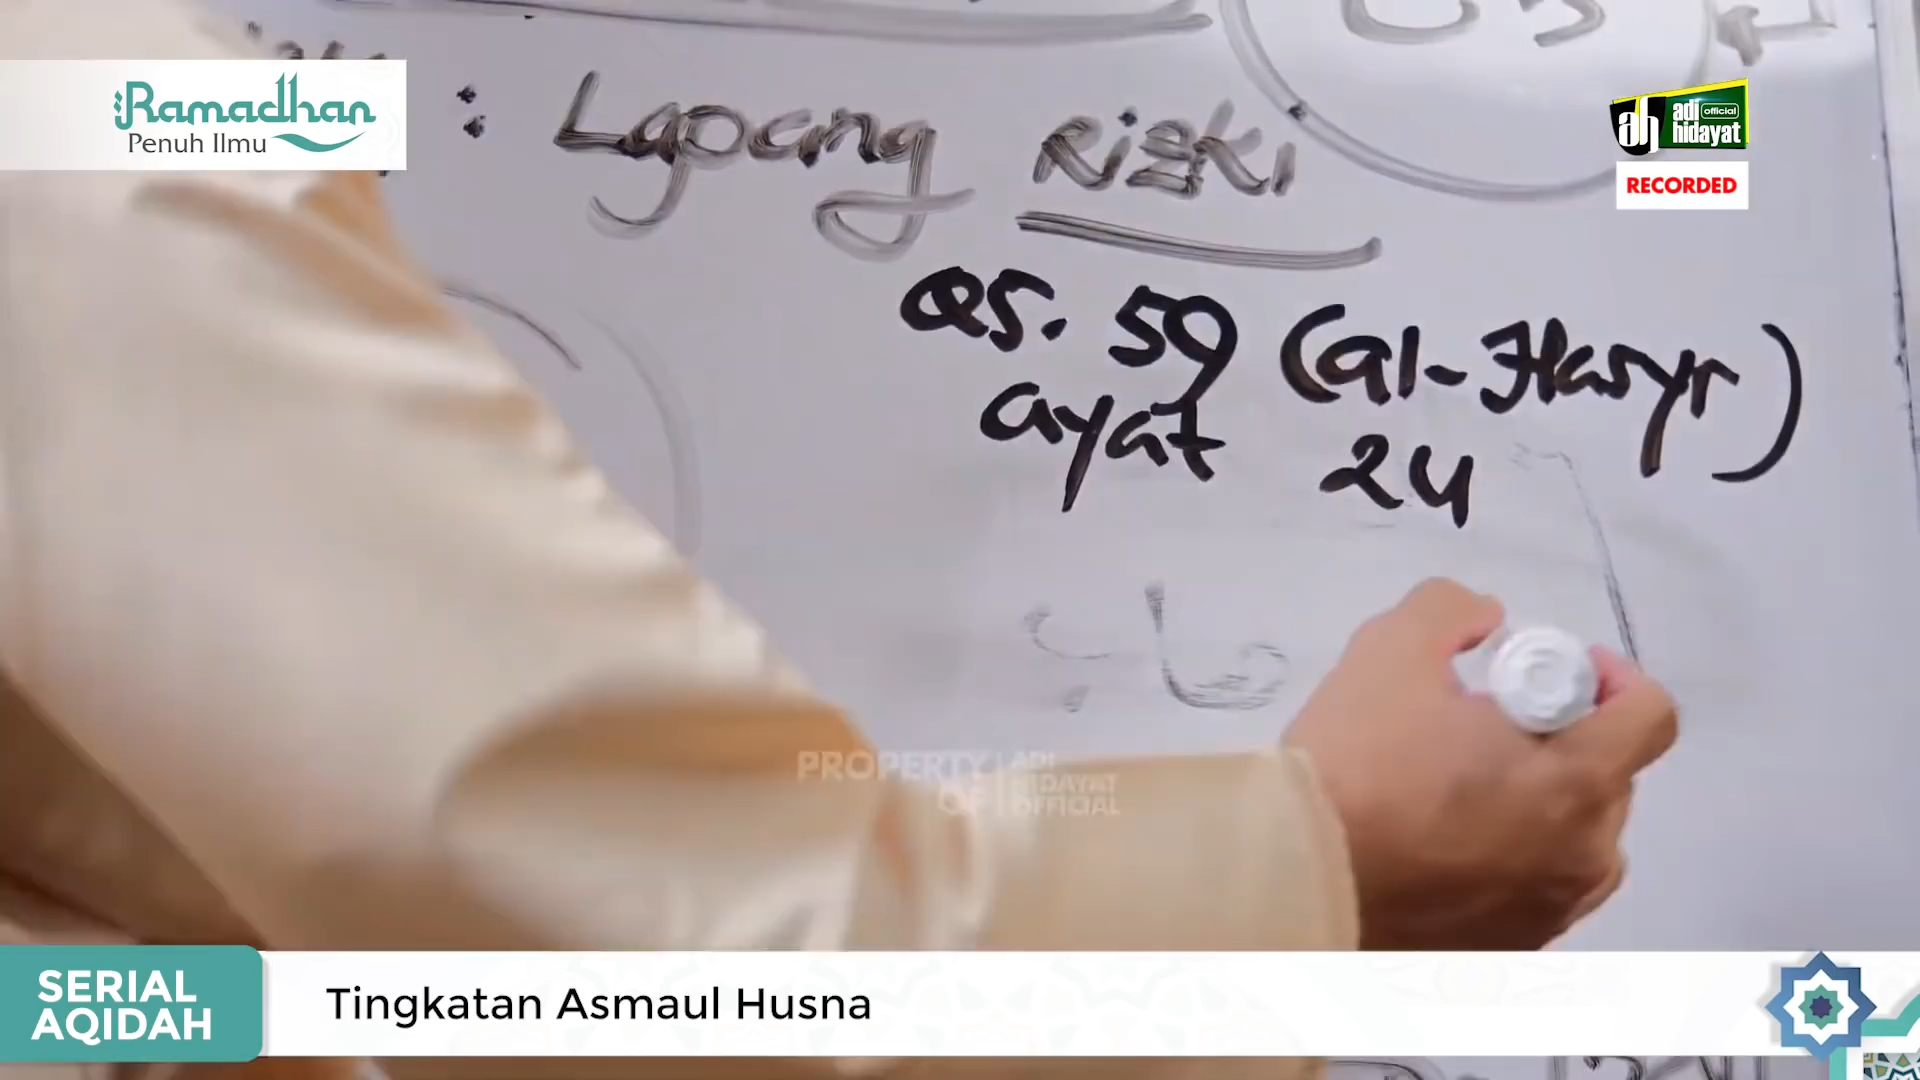 Ramadhan
Penuh Ilmu
: Lapang Rizki
adi official
hidayat
RECORDED
QS. 59 (al-Hasyr)
ayat 24
PROPERTY OF | ADI HIDAYAT OFFICIAL
SERIAL AQIDAH
Tingkatan Asmaul Husna